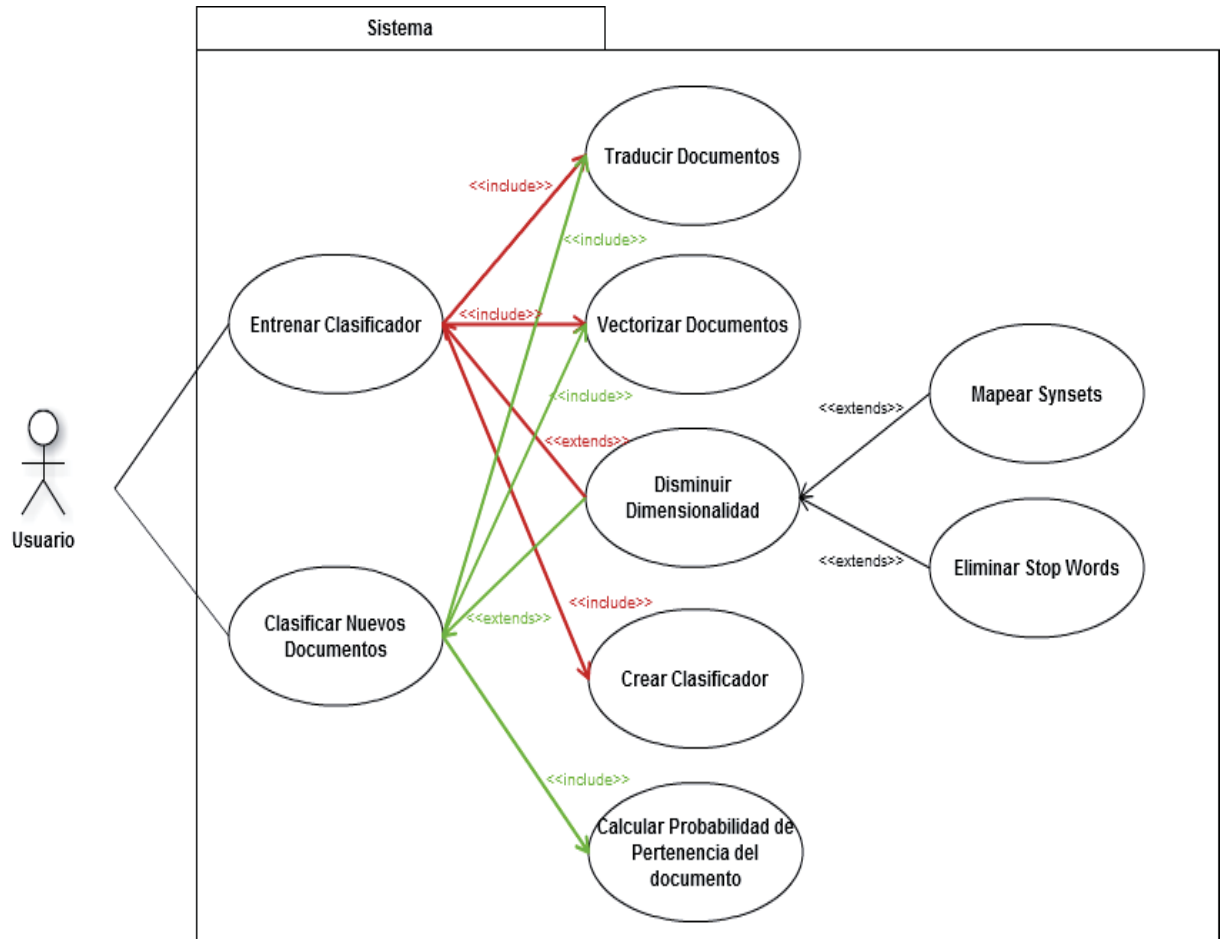 Sistema
Traducir Documentos
<<include>>
<<include>>
Entrenar Clasificador
<<include>>
Vectorizar Documentos
<<include>>
Mapear Synsets
<<extends>>
<<extends>>
Disminuir
Dimensionalidad
Usuario
<<extends>>
Eliminar Stop Words
Clasificar Nuevos
Documentos
<<extends>>
<<include>>
Crear Clasificador
<<include>>
Calcular Probabilidad de
Pertenencia del
documento